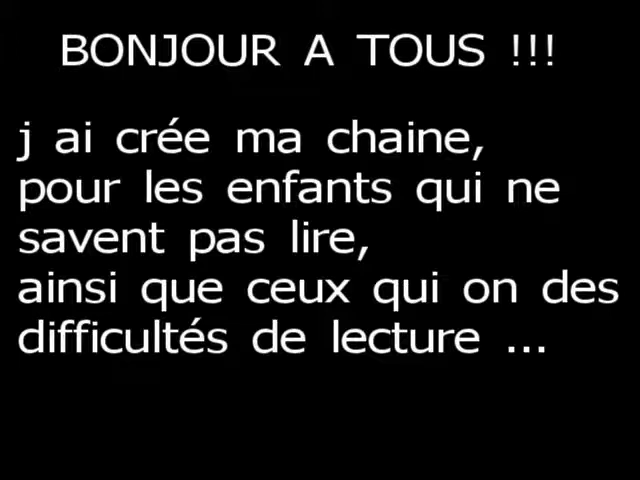 BONJOUR A TOUS !!!
j ai crée ma chaine,
pour les enfants qui ne
savent pas lire,
ainsi que ceux qui on des
difficultés de lecture ...